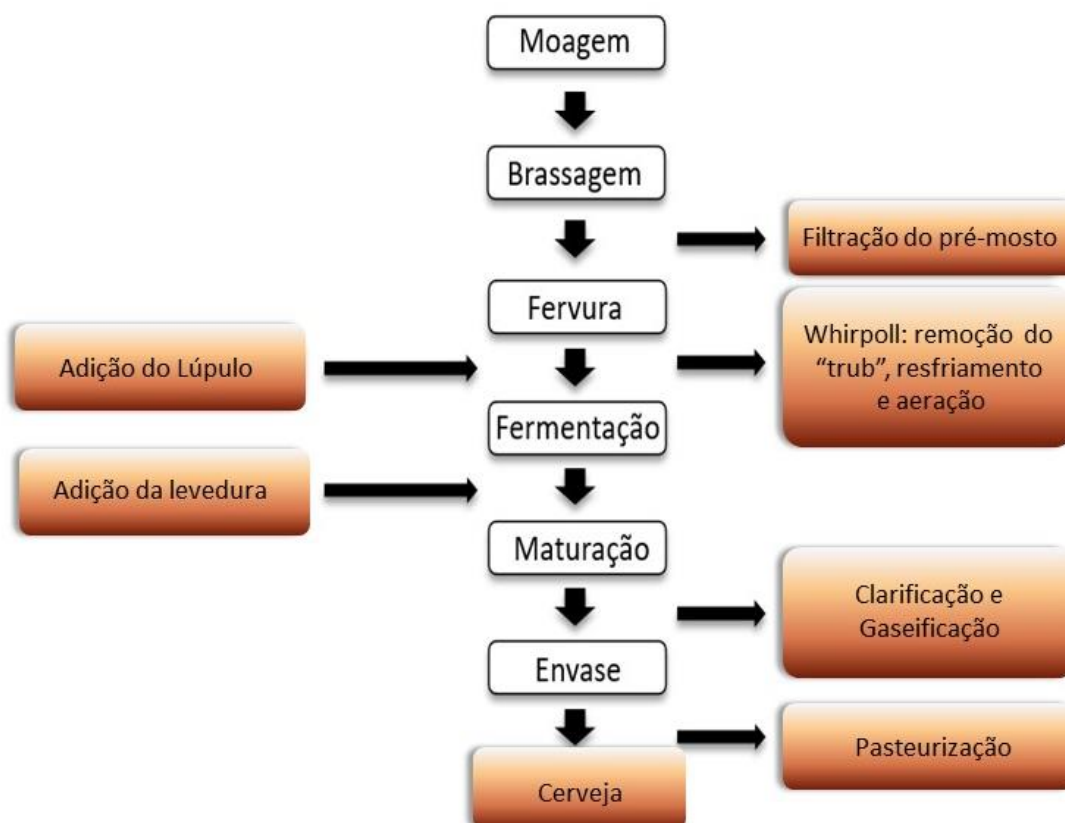 Moagem
Brassagem
Filtração do pré-mosto
Fervura
Whirpoll: remoção do
“trub”, resfriamento
e aeração
Adição do Lúpulo
Fermentação
Adição da levedura
Maturação
Clarificação e
Gaseificação
Envase
Pasteurização
Cerveja